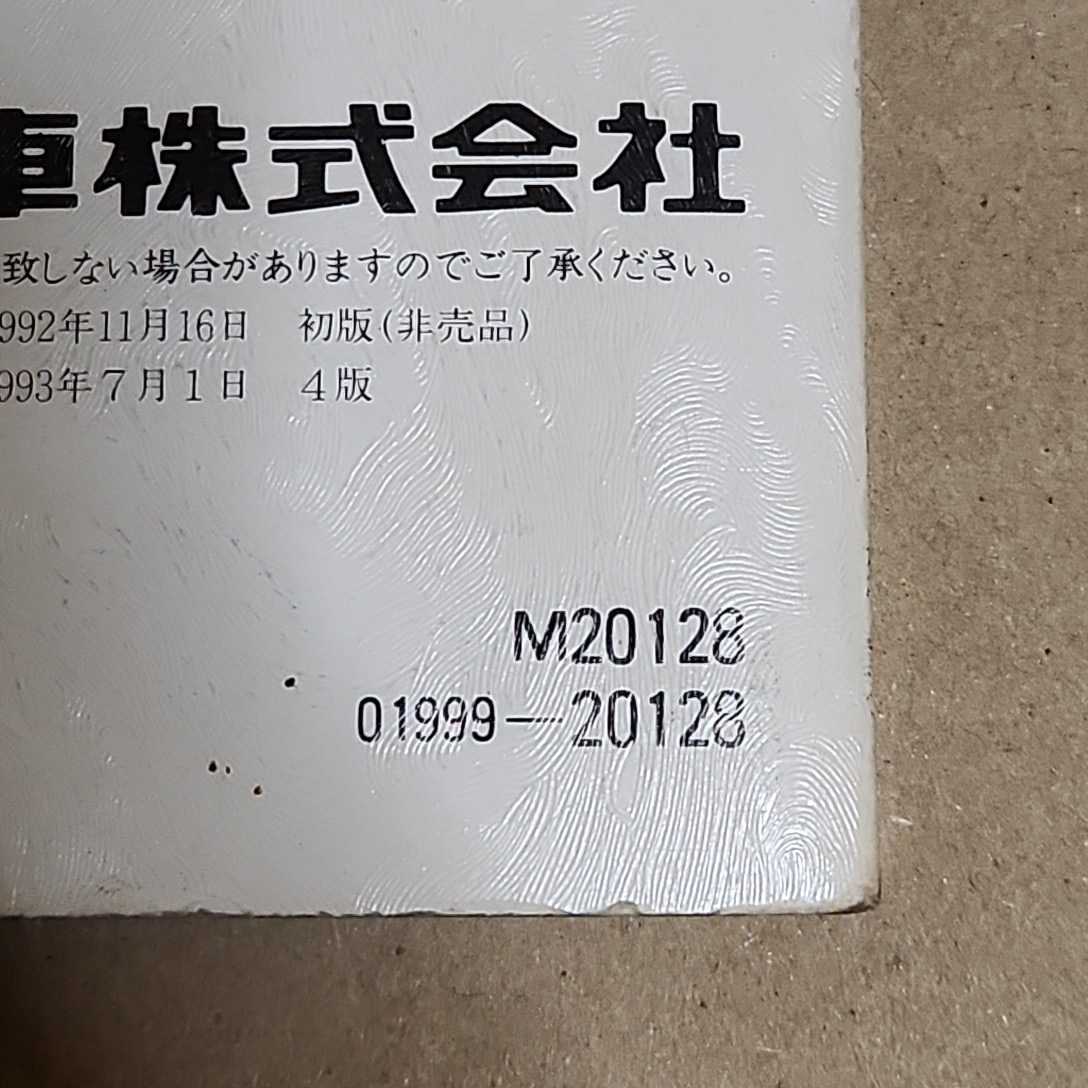 車株式会社
致しない場合がありますのでご了承ください。
992年11月16日 初版(非売品)
993年7月1日 4版
M20128
01999-20128